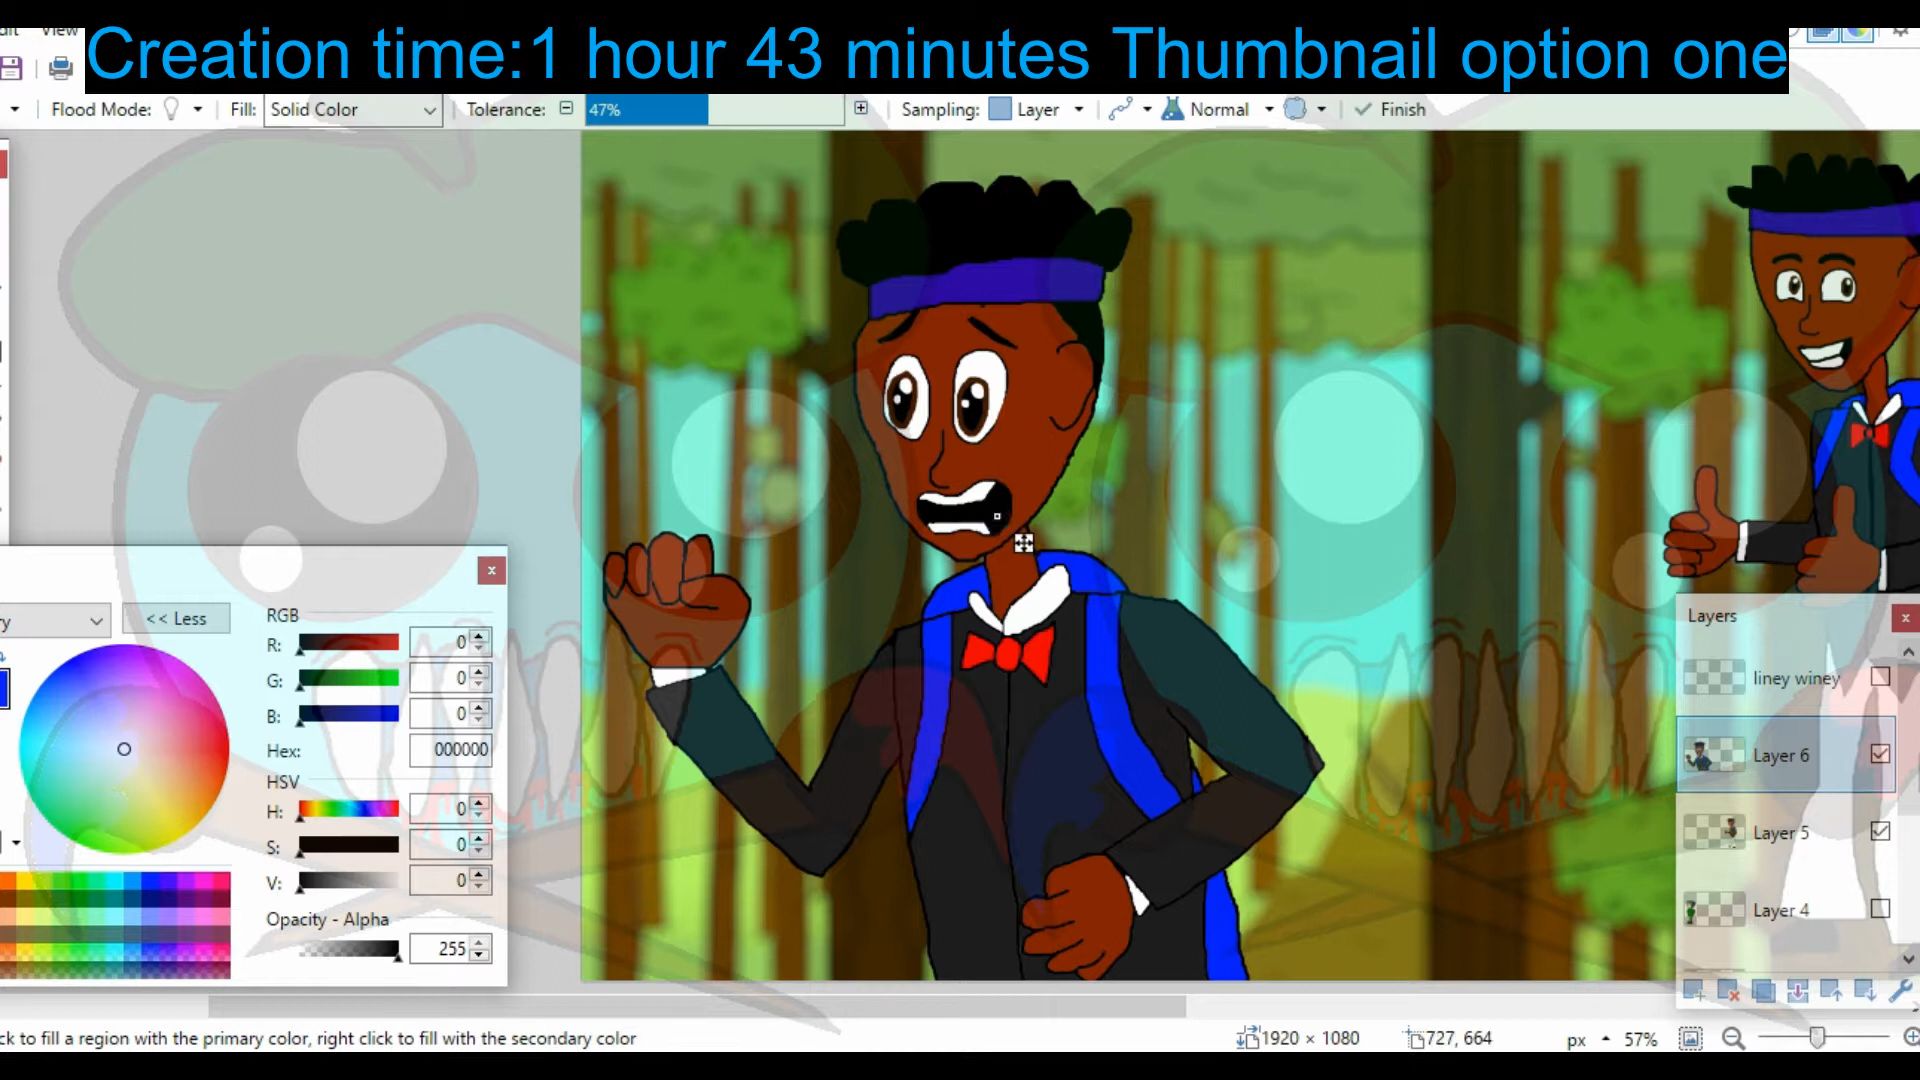 Creation time:1 hour 43 minutes Thumbnail option one
View
Flood Mode: Fill: Solid Color Tolerance: 47% Sampling: Layer Normal Finish
<< Less
RGB
R: 0
G: 0
B: 0
Hex: 000000
HSV
H: 0
S: 0
V: 0
Opacity - Alpha
255
Layers
liney winey
Layer 6
Layer 5
Layer 4
to fill a region with the primary color, right click to fill with the secondary color
1920 × 1080 727, 664 px 57%